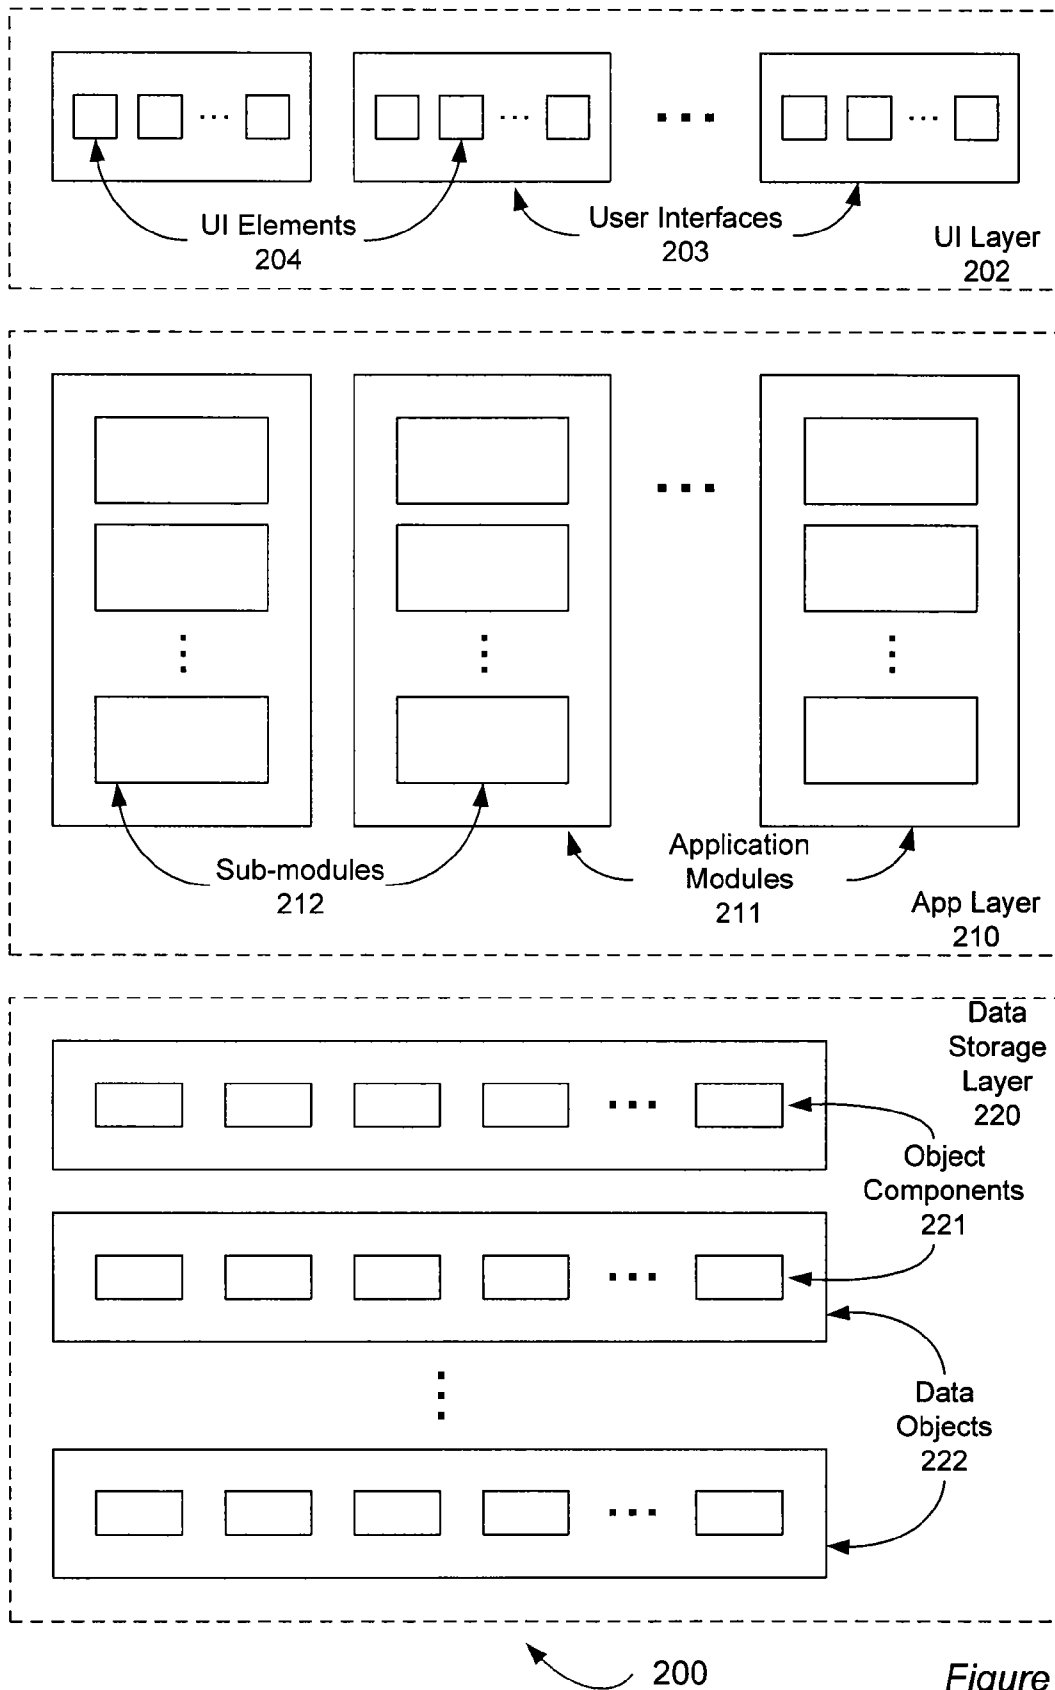 UI Elements
204
User Interfaces
203
UI Layer
202
Sub-modules
212
Application
Modules
211
App Layer
210
Data
Storage
Layer
220
Object
Components
221
Data
Objects
222
200
Figure